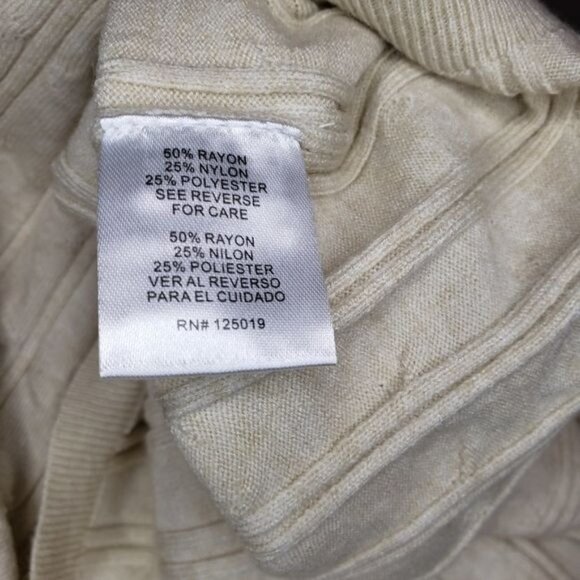 50% RAYON
25% NYLON
25% POLYESTER
SEE REVERSE
FOR CARE
50% RAYON
25% NILON
25% POLIESTER
VER AL REVERSO
PARA EL CUIDADO
RN# 125019